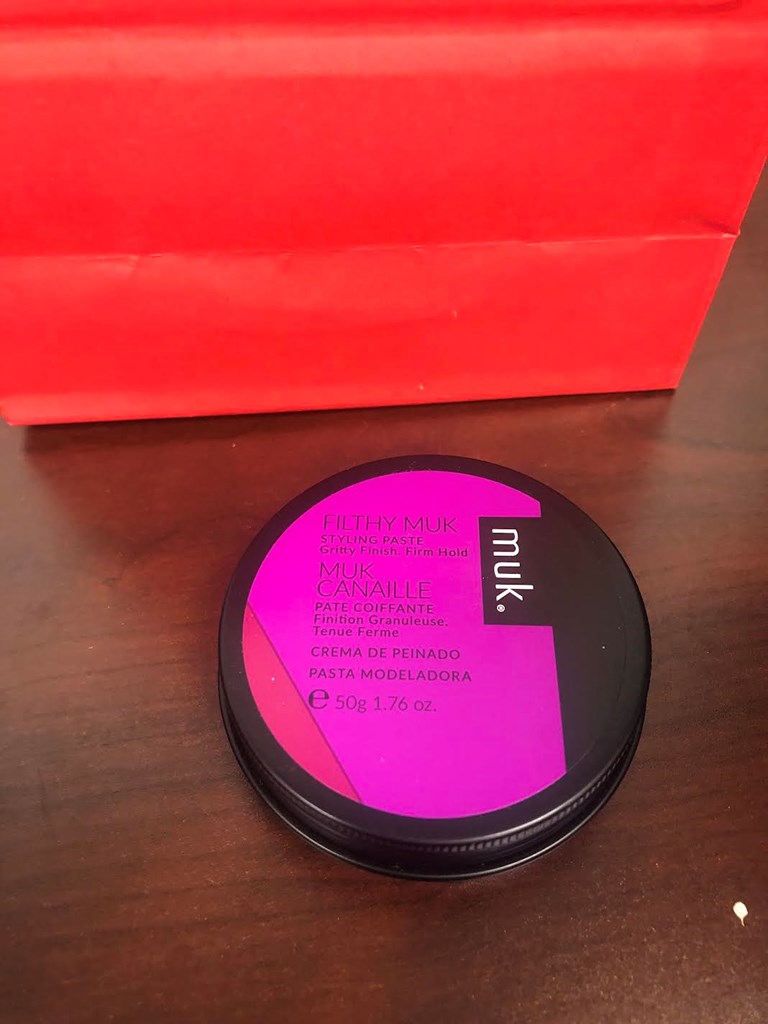 FILTHY MUK
STYLING PASTE
Gritty Finish. Firm Hold
MUK
CANAILLE
PATE COIFFANTE
Finition Granuleuse.
Tenue Ferme
CREMA DE PEINADO
PASTA MODELADORA
℮ 50g 1.76 oz.
muk.®